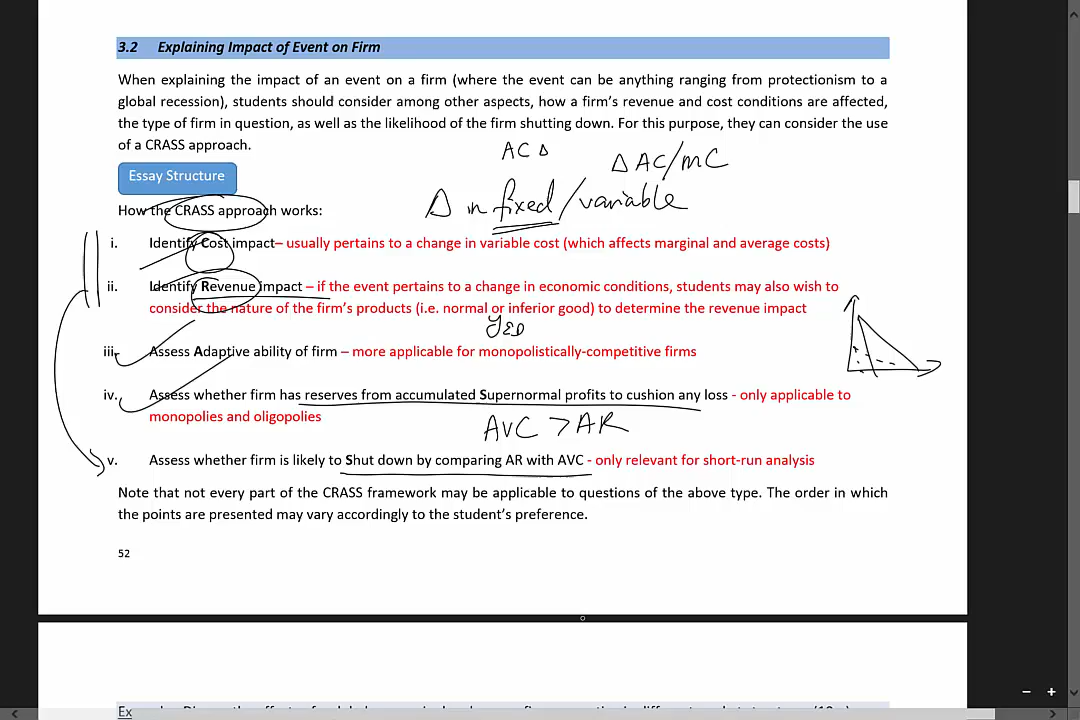 3.2 Explaining Impact of Event on Firm
When explaining the impact of an event on a firm (where the event can be anything ranging from protectionism to a
global recession), students should consider among other aspects, how a firm's revenue and cost conditions are affected,
the type of firm in question, as well as the likelihood of the firm shutting down. For this purpose, they can consider the use
of a CRASS approach.
AC Δ
Δ AC/MC
Essay Structure
Δ in fixed/variable
How the CRASS approach works:
i. Identify Cost impact– usually pertains to a change in variable cost (which affects marginal and average costs)
ii. Identify Revenue impact – if the event pertains to a change in economic conditions, students may also wish to
consider the nature of the firm's products (i.e. normal or inferior good) to determine the revenue impact
YED
iii. Assess Adaptive ability of firm – more applicable for monopolistically-competitive firms
iv. Assess whether firm has reserves from accumulated Supernormal profits to cushion any loss - only applicable to
monopolies and oligopolies
AVC > AR
v. Assess whether firm is likely to Shut down by comparing AR with AVC - only relevant for short-run analysis
Note that not every part of the CRASS framework may be applicable to questions of the above type. The order in which
the points are presented may vary accordingly to the student's preference.
52
Ex